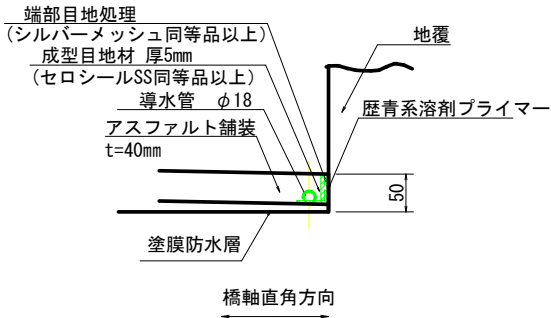 端部目地処理
(シルバーメッシュ同等品以上)
成型目地材 厚5mm
(セロシールSS同等品以上)
導水管 φ18
アスファルト舗装
t=40mm
地覆
歴青系溶剤プライマー
50
塗膜防水層
橋軸直角方向